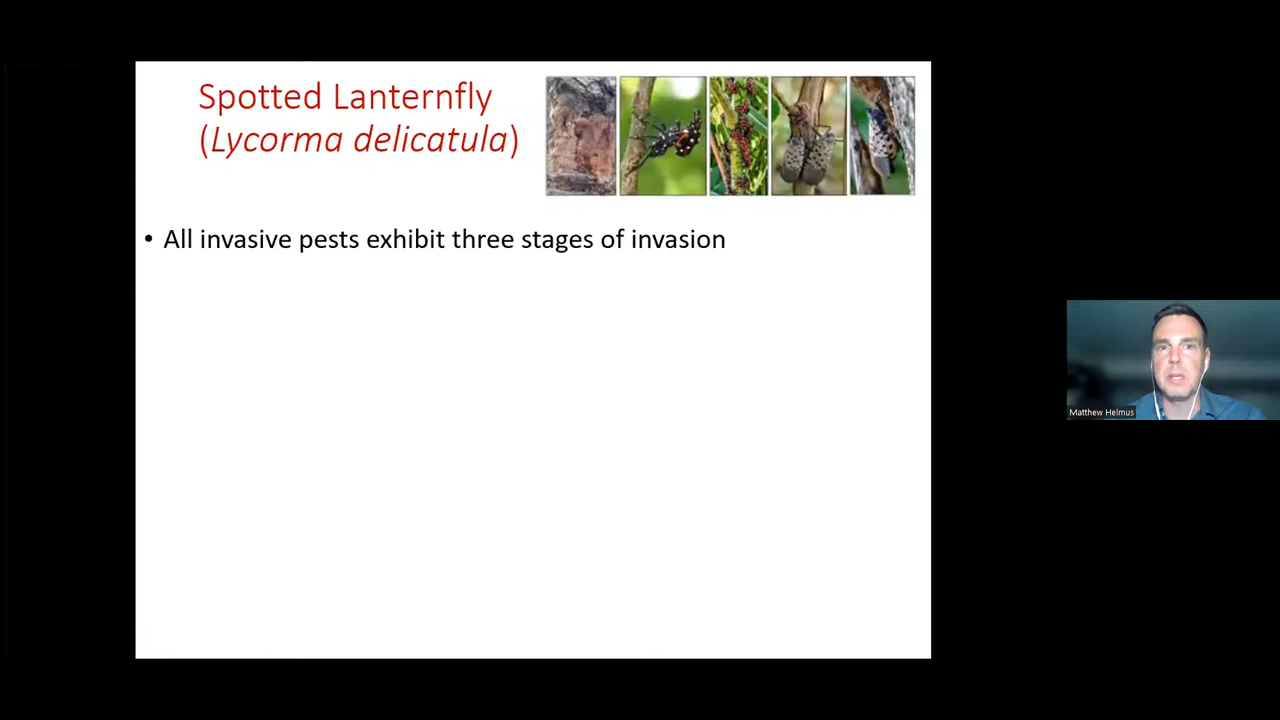 Spotted Lanternfly
(Lycorma delicatula)
• All invasive pests exhibit three stages of invasion
Matthew Helmus